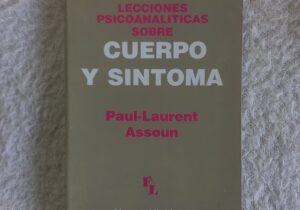 LECCIONES
PSICOANALITICAS
SOBRE
CUERPO
Y SINTOMA
Paul-Laurent
Assoun